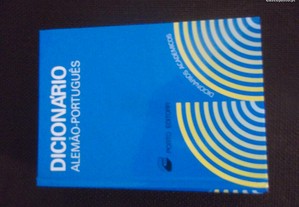 DICIONÁRIO
ALEMÃO-PORTUGUÊS
DICIONÁRIOS ACADÉMICOS
PORTO EDITORA